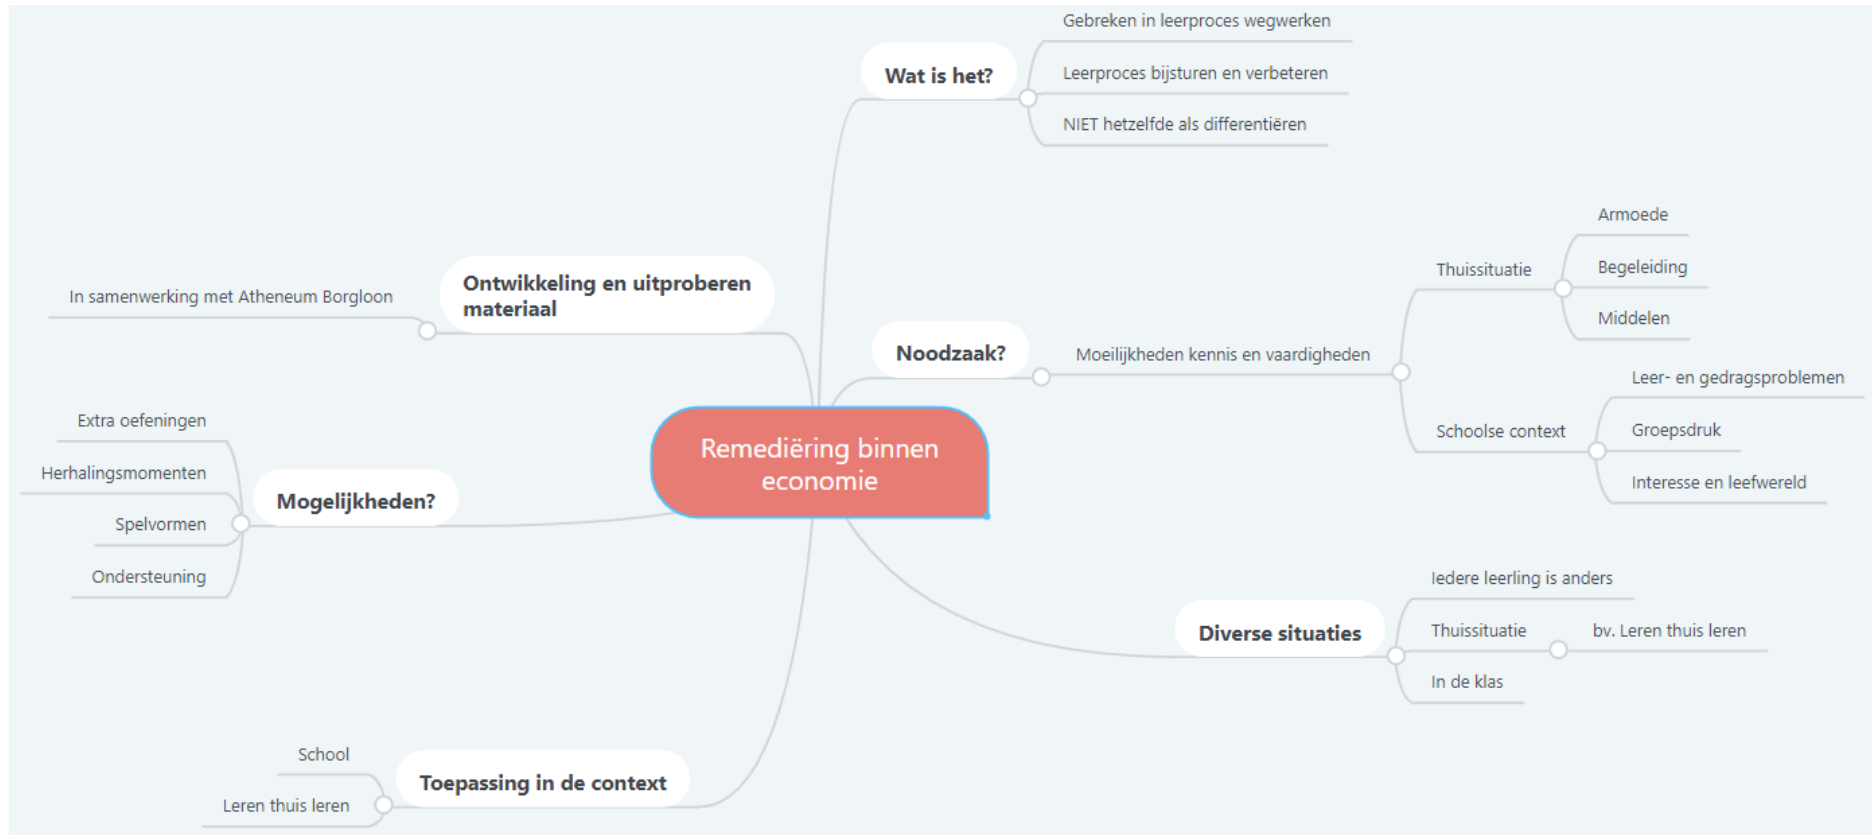 Remediëring binnen
economie
Wat is het?
Gebreken in leerproces wegwerken
Leerproces bijsturen en verbeteren
NIET hetzelfde als differentiëren
Noodzaak?
Moeilijkheden kennis en vaardigheden
Thuissituatie
Armoede
Begeleiding
Middelen
Schoolse context
Leer- en gedragsproblemen
Groepsdruk
Interesse en leefwereld
Diverse situaties
Iedere leerling is anders
Thuissituatie
bv. Leren thuis leren
In de klas
Ontwikkeling en uitproberen
materiaal
In samenwerking met Atheneum Borgloon
Mogelijkheden?
Extra oefeningen
Herhalingsmomenten
Spelvormen
Ondersteuning
Toepassing in de context
School
Leren thuis leren